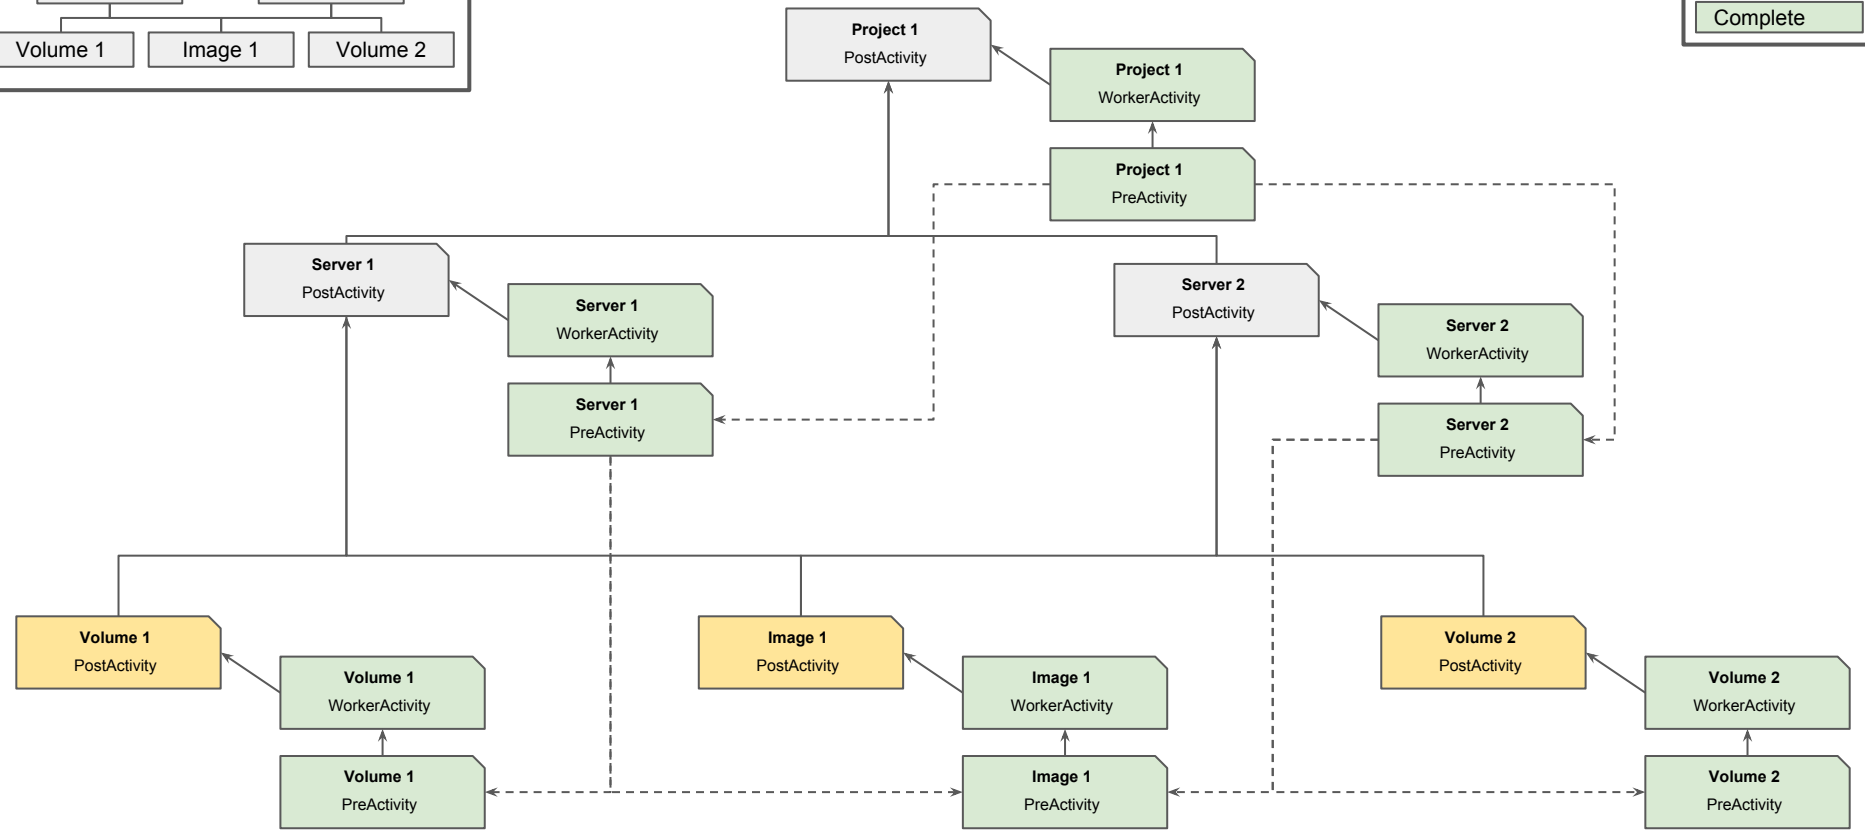 Complete
Volume 1
Image 1
Volume 2
Project 1
PostActivity
Project 1
WorkerActivity
Project 1
PreActivity
Server 1
PostActivity
Server 1
WorkerActivity
Server 1
PreActivity
Server 2
PostActivity
Server 2
WorkerActivity
Server 2
PreActivity
Volume 1
PostActivity
Volume 1
WorkerActivity
Volume 1
PreActivity
Image 1
PostActivity
Image 1
WorkerActivity
Image 1
PreActivity
Volume 2
PostActivity
Volume 2
WorkerActivity
Volume 2
PreActivity